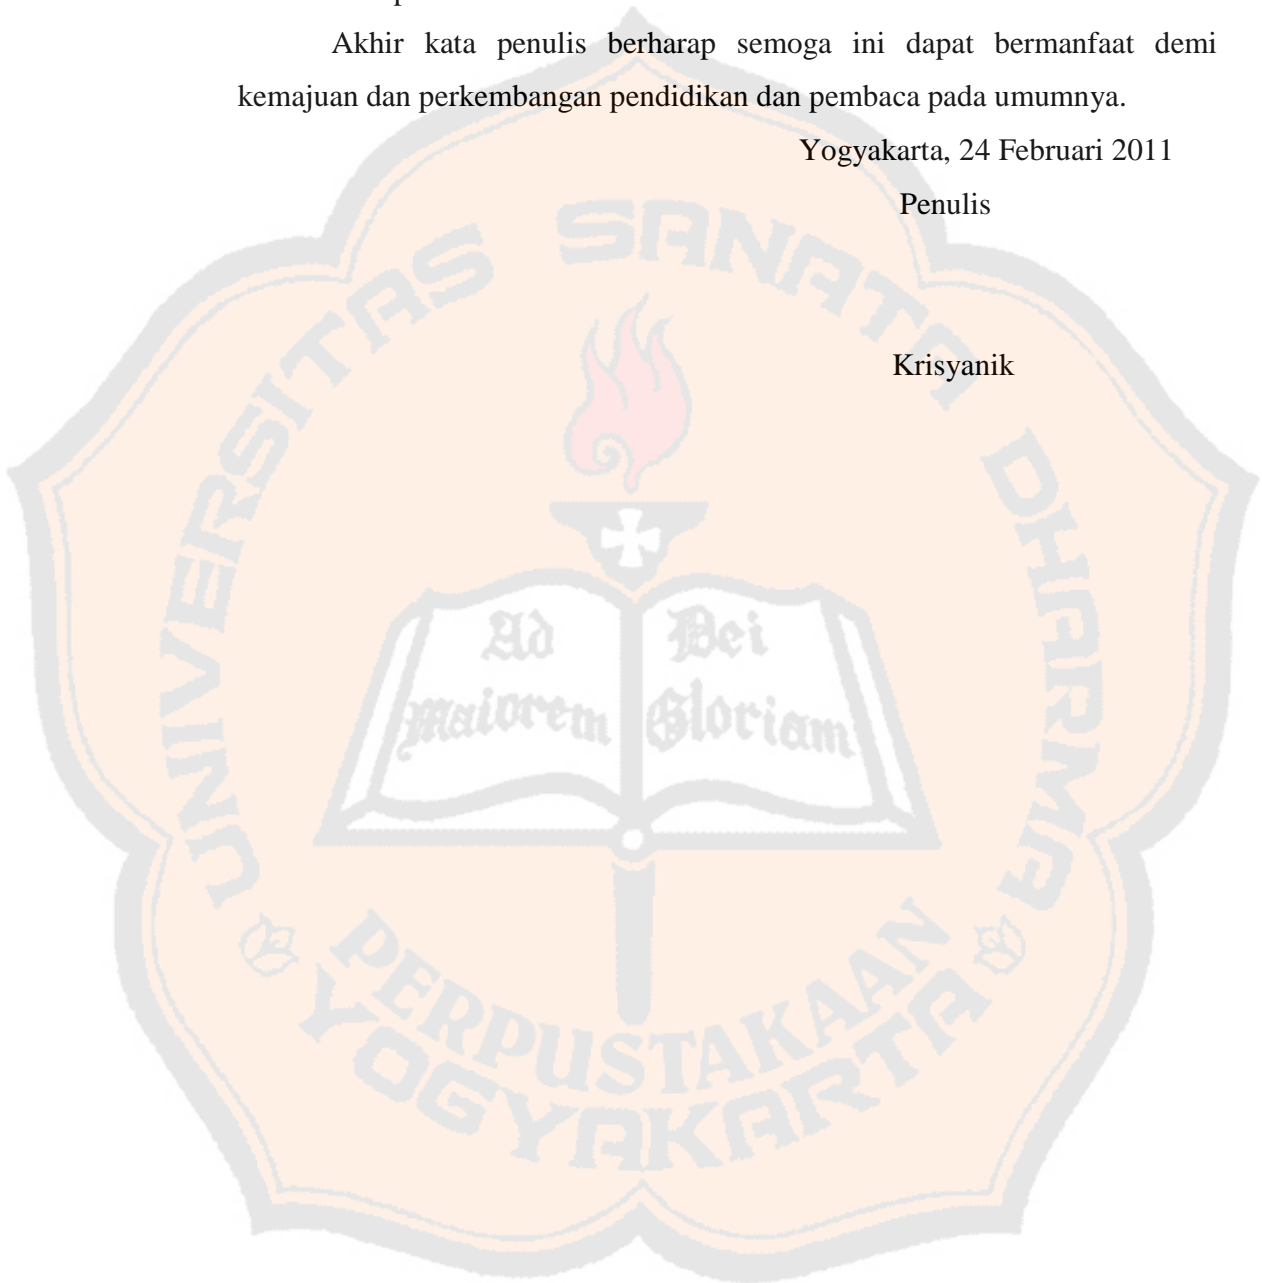 Akhir kata penulis berharap semoga ini dapat bermanfaat demi
kemajuan dan perkembangan pendidikan dan pembaca pada umumnya.
Yogyakarta, 24 Februari 2011
Penulis
Krisyanik
UNIVERSITAS SANATA DHARMA
Ad Dei
maiorem Gloriam
PERPUSTAKAAN
YOGYAKARTA